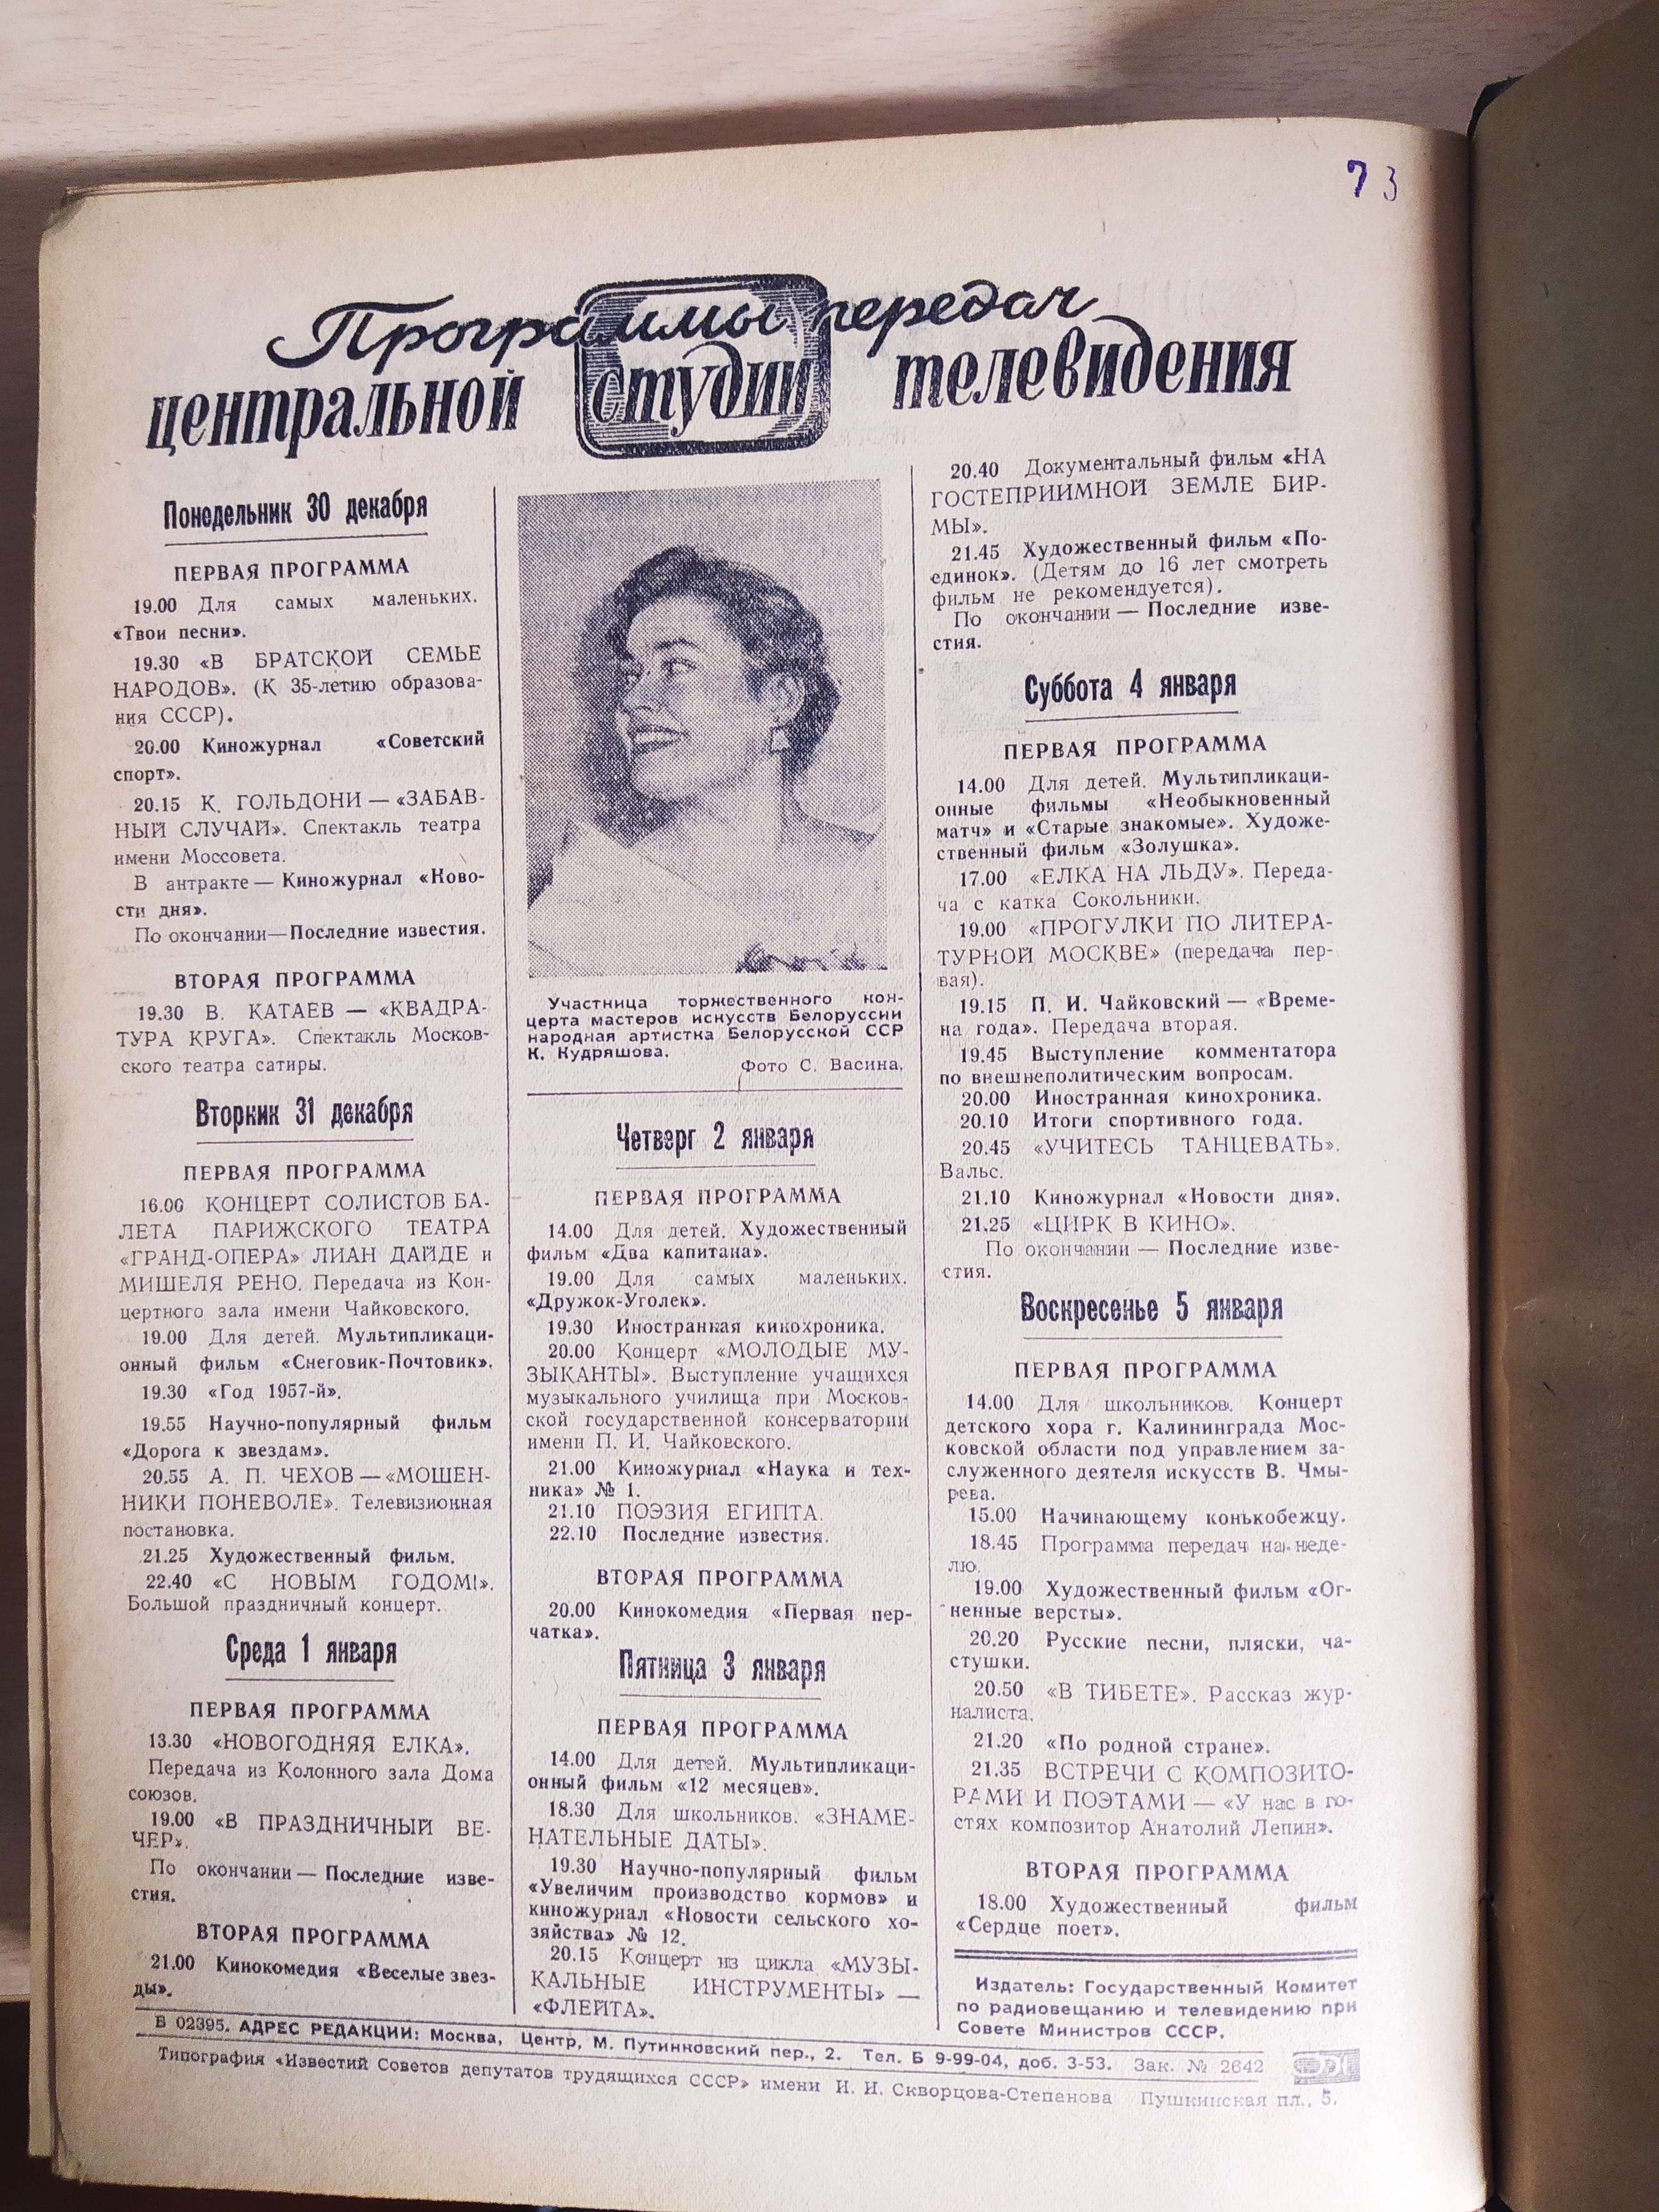 73
Программы передач
центральной студии телевидения
Понедельник 30 декабря
ПЕРВАЯ ПРОГРАММА
19.00 Для самых маленьких.
«Твои песни».
19.30 «В БРАТСКОЙ СЕМЬЕ
НАРОДОВ». (К 35-летию образова-
ния СССР).
20.00 Киножурнал «Советский
спорт».
20.15 К. ГОЛЬДОНИ — «ЗАБАВ-
НЫЙ СЛУЧАЙ». Спектакль театра
имени Моссовета.
В антракте — Киножурнал «Ново-
сти дня».
По окончании — Последние известия.
ВТОРАЯ ПРОГРАММА
19.30 В. КАТАЕВ — «КВАДРА-
ТУРА КРУГА». Спектакль Москов-
ского театра сатиры.
Вторник 31 декабря
ПЕРВАЯ ПРОГРАММА
16.00 КОНЦЕРТ СОЛИСТОВ БА-
ЛЕТА ПАРИЖСКОГО ТЕАТРА
«ГРАНД-ОПЕРА» ЛИАН ДАЙДЕ и
МИШЕЛЯ РЕНО. Передача из Кон-
цертного зала имени Чайковского.
19.00 Для детей. Мультипликаци-
онный фильм «Снеговик-Почтовик».
19.30 «Год 1957-й».
19.55 Научно-популярный фильм
«Дорога к звездам».
20.55 А. П. ЧЕХОВ — «МОШЕН-
НИКИ ПОНЕВОЛЕ». Телевизионная
постановка.
21.25 Художественный фильм.
22.40 «С НОВЫМ ГОДОМ!».
Большой праздничный концерт.
Среда 1 января
ПЕРВАЯ ПРОГРАММА
13.30 «НОВОГОДНЯЯ ЕЛКА».
Передача из Колонного зала Дома
союзов.
19.00 «В ПРАЗДНИЧНЫЙ ВЕ-
ЧЕР».
По окончании — Последние изве-
стия.
ВТОРАЯ ПРОГРАММА
21.00 Кинокомедия «Веселые звез-
ды».
Участница торжественного кон-
церта мастеров искусств Белоруссии
народная артистка Белорусской ССР
К. Кудряшова.
Фото С. Васина.
Четверг 2 января
ПЕРВАЯ ПРОГРАММА
14.00 Для детей. Художественный
фильм «Два капитана».
19.00 Для самых маленьких.
«Дружок-Уголек».
19.30 Иностранная кинохроника.
20.00 Концерт «МОЛОДЫЕ МУ-
ЗЫКАНТЫ». Выступление учащихся
музыкального училища при Москов-
ской государственной консерватории
имени П. И. Чайковского.
21.00 Киножурнал «Наука и тех-
ника» № 1.
21.10 ПОЭЗИЯ ЕГИПТА.
22.10 Последние известия.
ВТОРАЯ ПРОГРАММА
20.00 Кинокомедия «Первая пер-
чатка».
Пятница 3 января
ПЕРВАЯ ПРОГРАММА
14.00 Для детей. Мультипликаци-
онный фильм «12 месяцев».
18.30 Для школьников. «ЗНАМЕ-
НАТЕЛЬНЫЕ ДАТЫ».
19.30 Научно-популярный фильм
«Увеличим производство кормов» и
киножурнал «Новости сельского хо-
зяйства» № 12.
20.15 Концерт из цикла «МУЗЫ-
КАЛЬНЫЕ ИНСТРУМЕНТЫ» —
«ФЛЕЙТА».
20.40 Документальный фильм «НА
ГОСТЕПРИИМНОЙ ЗЕМЛЕ БИР-
МЫ».
21.45 Художественный фильм «По-
единок». (Детям до 16 лет смотреть
фильм не рекомендуется).
По окончании — Последние изве-
стия.
Суббота 4 января
ПЕРВАЯ ПРОГРАММА
14.00 Для детей. Мультипликаци-
онные фильмы «Необыкновенный
матч» и «Старые знакомые». Художе-
ственный фильм «Золушка».
17.00 «ЕЛКА НА ЛЬДУ». Переда-
ча с катка Сокольники.
19.00 «ПРОГУЛКИ ПО ЛИТЕРА-
ТУРНОЙ МОСКВЕ» (передача пер-
вая).
19.15 П. И. Чайковский — «Време-
на года». Передача вторая.
19.45 Выступление комментатора
по внешнеполитическим вопросам.
20.00 Иностранная кинохроника.
20.10 Итоги спортивного года.
20.45 «УЧИТЕСЬ ТАНЦЕВАТЬ».
Вальс.
21.10 Киножурнал «Новости дня».
21.25 «ЦИРК В КИНО».
По окончании — Последние изве-
стия.
Воскресенье 5 января
ПЕРВАЯ ПРОГРАММА
14.00 Для школьников. Концерт
детского хора г. Калининграда Мос-
ковской области под управлением за-
служенного деятеля искусств В. Чмы-
рева.
15.00 Начинающему конькобежцу.
18.45 Программа передач на неде-
лю.
19.00 Художественный фильм «Ог-
ненные версты».
20.20 Русские песни, пляски, ча-
стушки.
20.50 «В ТИБЕТЕ». Рассказ жур-
налиста.
21.20 «По родной стране».
21.35 ВСТРЕЧИ С КОМПОЗИТО-
РАМИ И ПОЭТАМИ — «У нас в го-
стях композитор Анатолий Лепин».
ВТОРАЯ ПРОГРАММА
18.00 Художественный фильм
«Сердце поет».
Издатель: Государственный Комитет
по радиовещанию и телевидению при
Совете Министров СССР.
Б 02395. АДРЕС РЕДАКЦИИ: Москва, Центр, М. Путинковский пер., 2. Тел. Б 9-99-04, доб. 3-53. Зак. № 2642
Типография «Известий Советов депутатов трудящихся СССР» имени И. И. Скворцова-Степанова Пушкинская пл., 5.